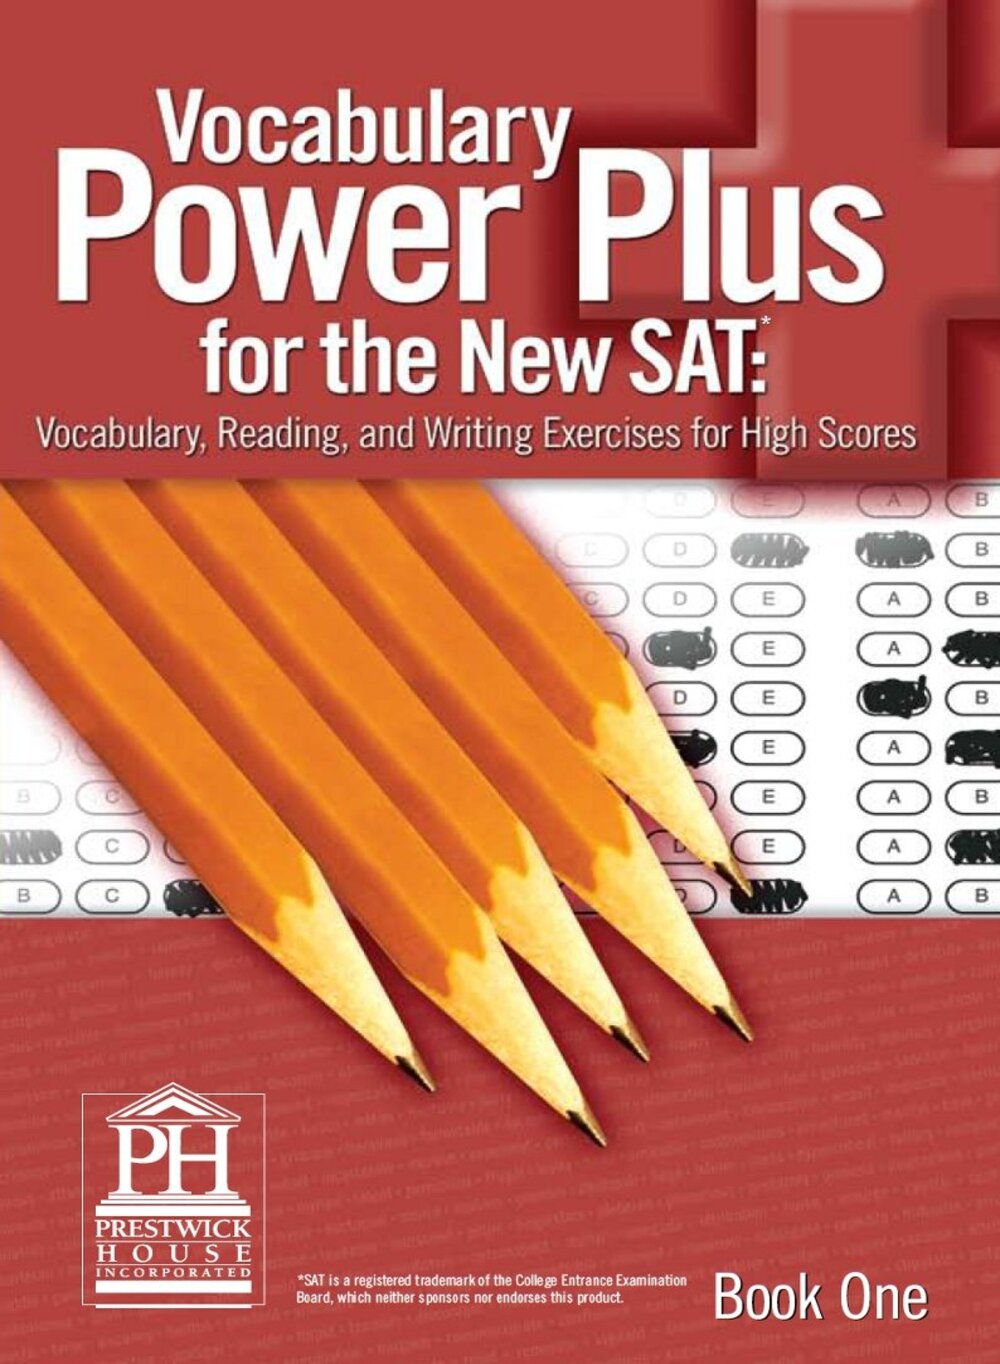 Vocabulary
Power Plus
for the New SAT:*
Vocabulary, Reading, and Writing Exercises for High Scores
D E A B
C D B
C D E A B
E A
D E B
E A
B C E A B
C D E A
B C D A B
PH
PRESTWICK
HOUSE
INCORPORATED
*SAT is a registered trademark of the College Entrance Examination
Board, which neither sponsors nor endorses this product.
Book One